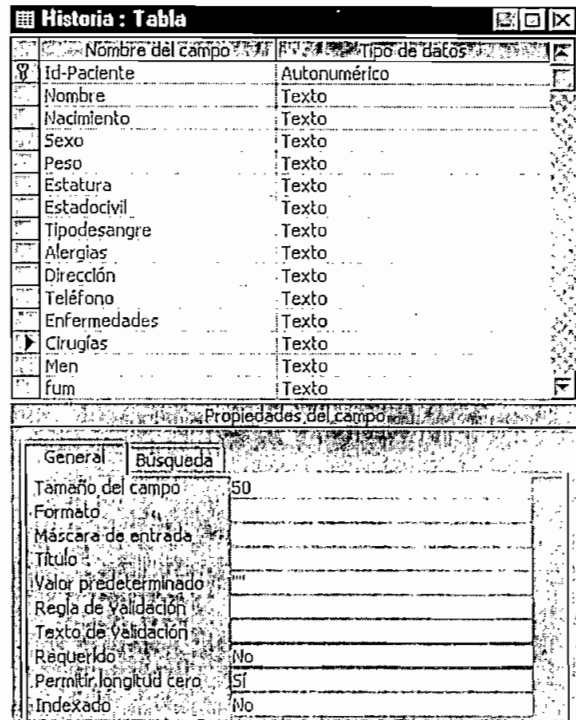 Historia : Tabla
Nombre del campo Tipo de datos
Id-Paciente Autonumérico
Nombre Texto
Nacimiento Texto
Sexo Texto
Peso Texto
Estatura Texto
Estadocivil Texto
Tipodesangre Texto
Alergias Texto
Dirección Texto
Teléfono Texto
Enfermedades Texto
Cirugías Texto
Men Texto
fum Texto
Propiedades del campo
General Búsqueda
Tamaño del campo 50
Formato
Máscara de entrada
Título
Valor predeterminado ""
Regla de validación
Texto de validación
Requerido No
Permitir longitud cero Sí
Indexado No